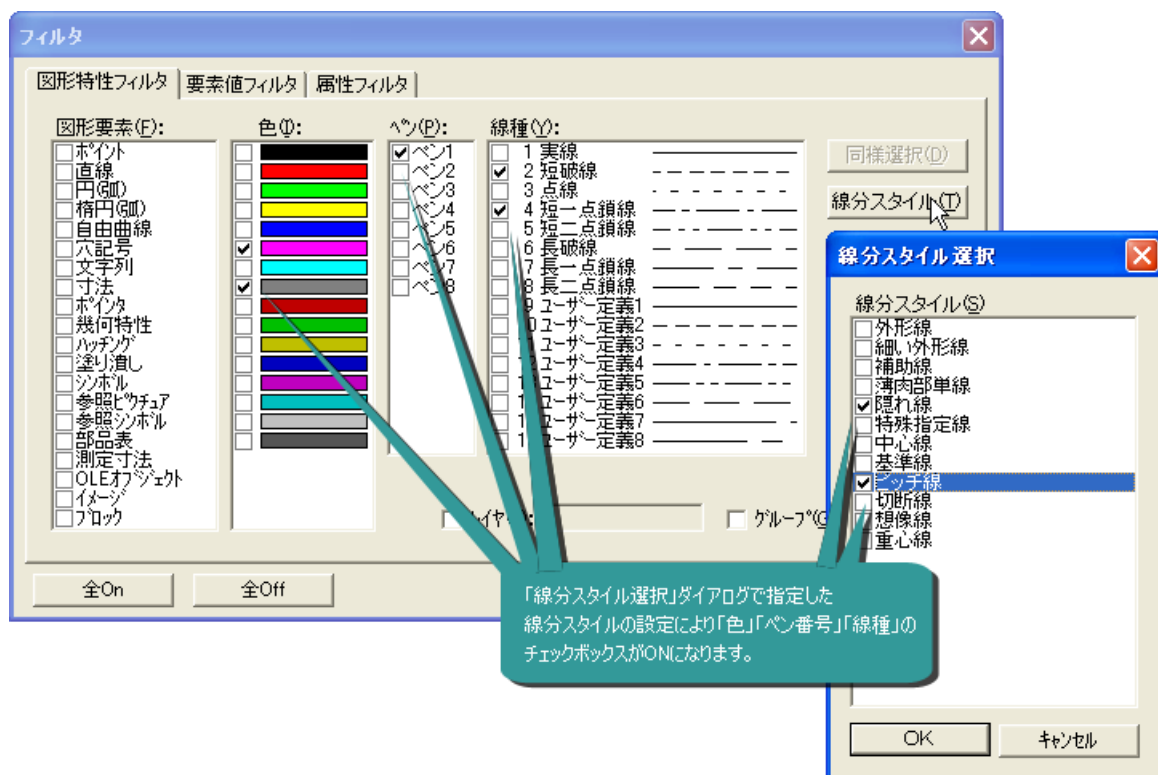 フィルタ
図形特性フィルタ
要素値フィルタ
属性フィルタ
図形要素(F):
ポイント
直線
円(弧)
楕円(弧)
自由曲線
穴記号
文字列
寸法
ポインタ
幾何特性
ハッチング
塗り潰し
シンボル
参照ピクチュア
参照シンボル
部品表
測定寸法
OLEオブジェクト
イメージ
ブロック
色(I):
ペン(P):
ペン1
ペン2
ペン3
ペン4
ペン5
ペン6
ペン7
ペン8
線種(Y):
1 実線
2 短破線
3 点線
4 短一点鎖線
5 短二点鎖線
6 長破線
7 長一点鎖線
8 長二点鎖線
9 ユーザー定義1
ユーザー定義2
ユーザー定義3
ユーザー定義4
ユーザー定義5
ユーザー定義6
ユーザー定義7
ユーザー定義8
同様選択(D)
線分スタイル(T)
グループ(G
全On
全Off
線分スタイル選択
線分スタイル(S)
外形線
細い外形線
補助線
薄肉部単線
隠れ線
特殊指定線
中心線
基準線
ピッチ線
切断線
想像線
重心線
OK
キャンセル
「線分スタイル選択」ダイアログで指定した
線分スタイルの設定により「色」「ペン番号」「線種」の
チェックボックスがONになります。